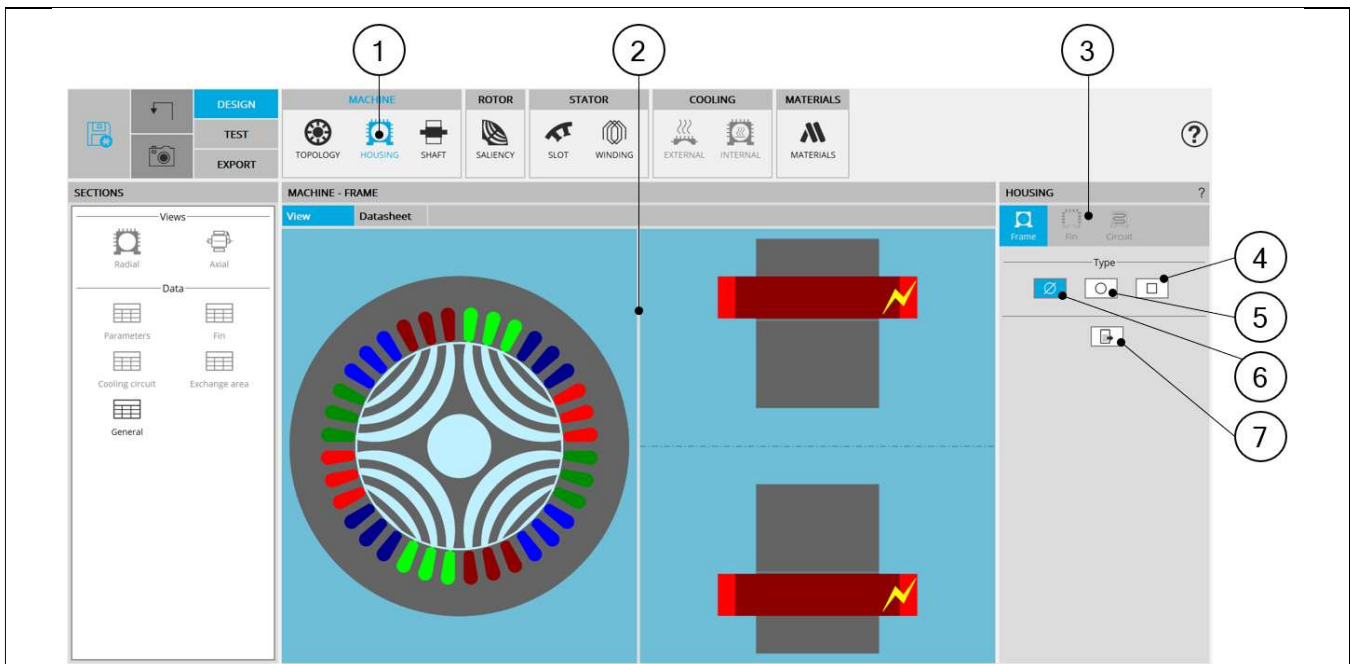 1 2 3
DESIGN MACHINE ROTOR STATOR COOLING MATERIALS
TEST
EXPORT
TOPOLOGY HOUSING SHAFT SALIENCY SLOT WINDING EXTERNAL INTERNAL MATERIALS
?
SECTIONS MACHINE - FRAME HOUSING ?
Views View Datasheet
Radial Axial Frame Fin Circuit
Data Type
4
Parameters Fin
5
Cooling circuit Exchange area
6
General
7